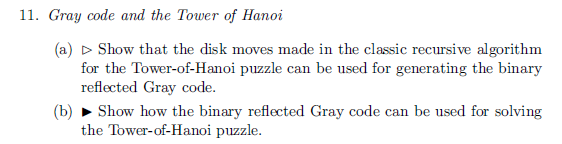 11. Gray code and the Tower of Hanoi
(a) ▷ Show that the disk moves made in the classic recursive algorithm
for the Tower-of-Hanoi puzzle can be used for generating the binary
reflected Gray code.
(b) ▶ Show how the binary reflected Gray code can be used for solving
the Tower-of-Hanoi puzzle.